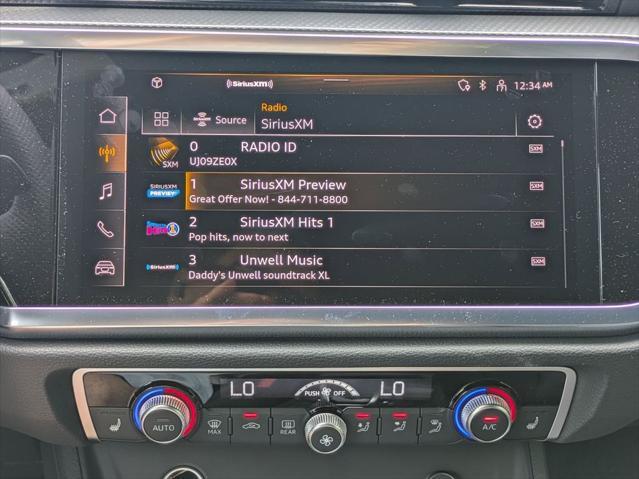 ((SiriusXM))
12:34 AM
Source
Radio
SiriusXM
SXM
0 RADIO ID
UJ09ZE0X
SXM
SIRIUSXM
PREVIEW
1 SiriusXM Preview
Great Offer Now! - 844-711-8800
SXM
2 SiriusXM Hits 1
Pop hits, now to next
SXM
((SiriusXM))
3 Unwell Music
Daddy's Unwell soundtrack XL
SXM
LO
PUSH OFF
LO
AUTO
MAX
REAR
A/C